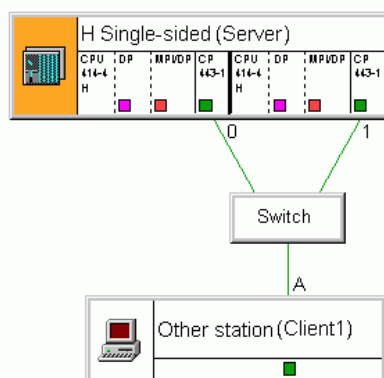 H Single-sided (Server)
CPU 414-4 H DP MPI/DP CP 443-1 CPU 414-4 H DP MPI/DP CP 443-1
0 1
Switch
A
Other station (Client1)